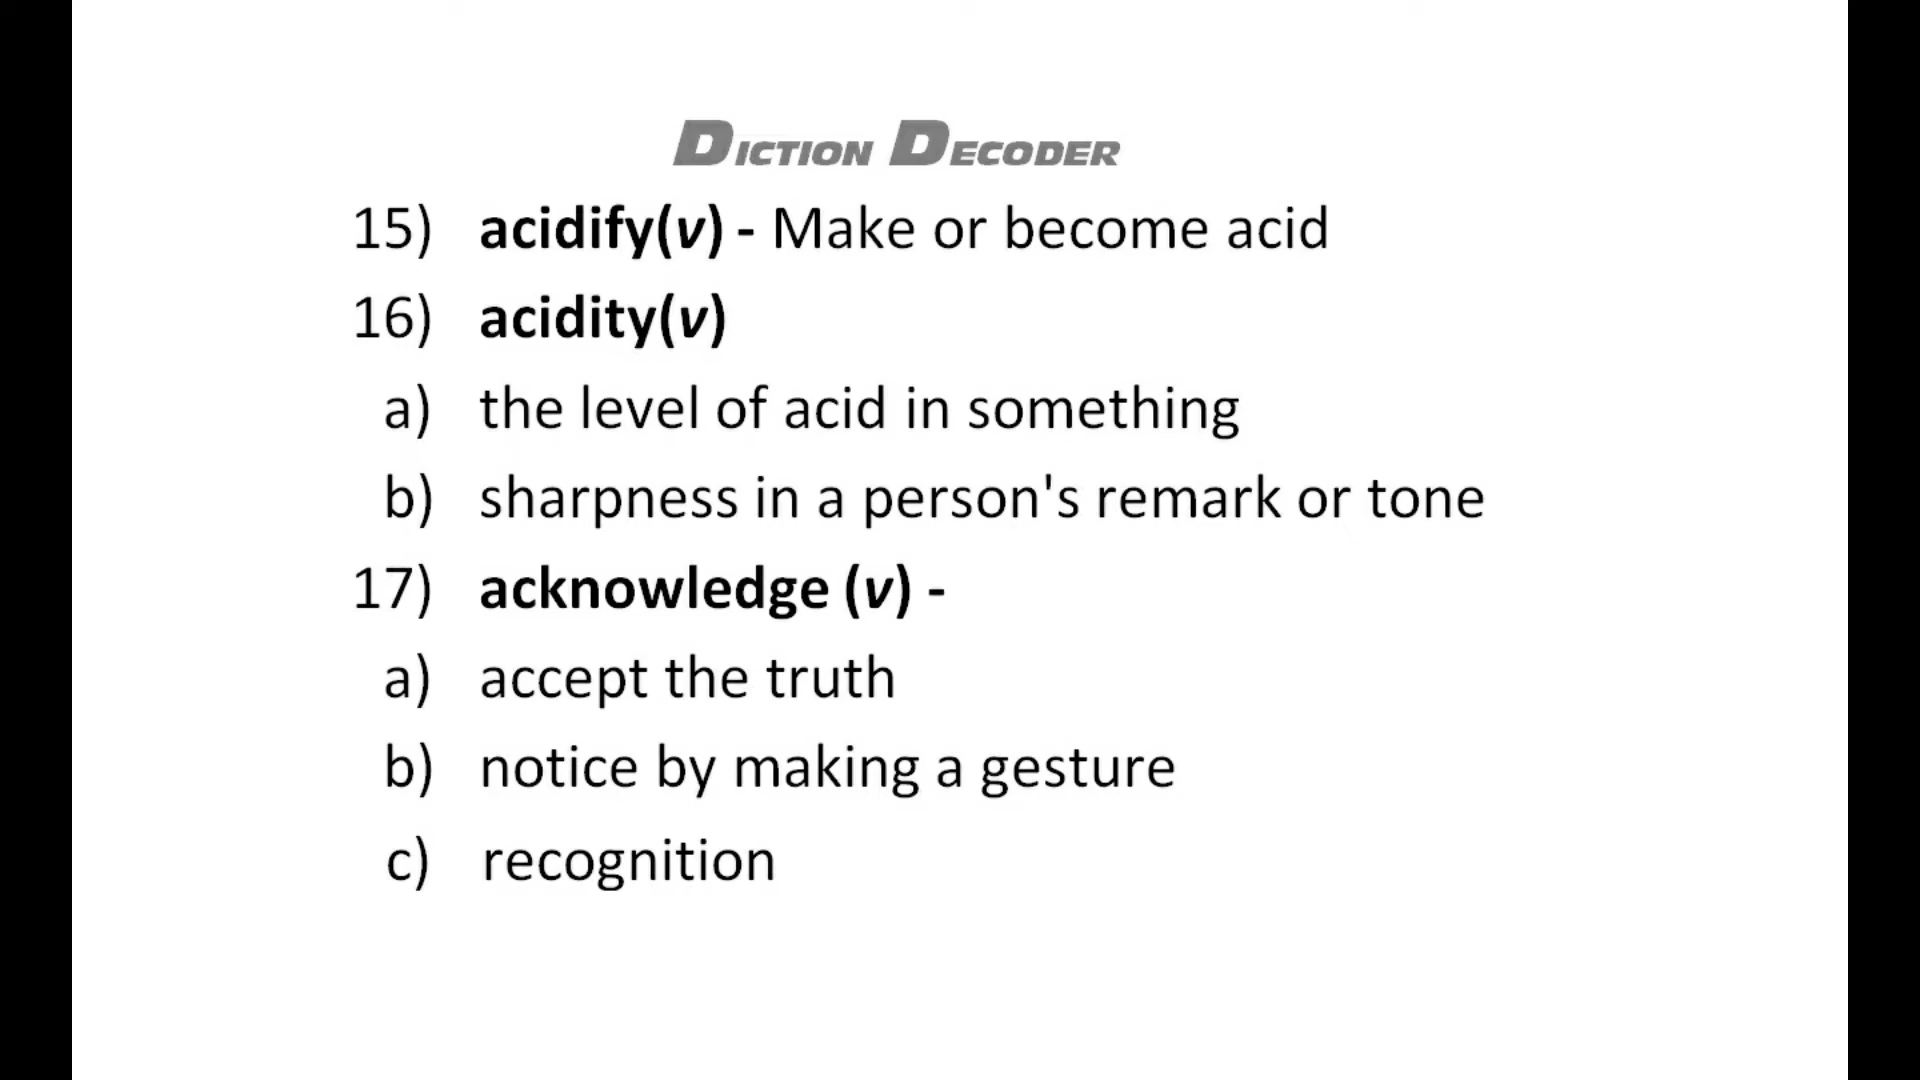 DICTION DECODER
15) acidify(v) - Make or become acid
16) acidity(v)
a) the level of acid in something
b) sharpness in a person's remark or tone
17) acknowledge (v) -
a) accept the truth
b) notice by making a gesture
c) recognition